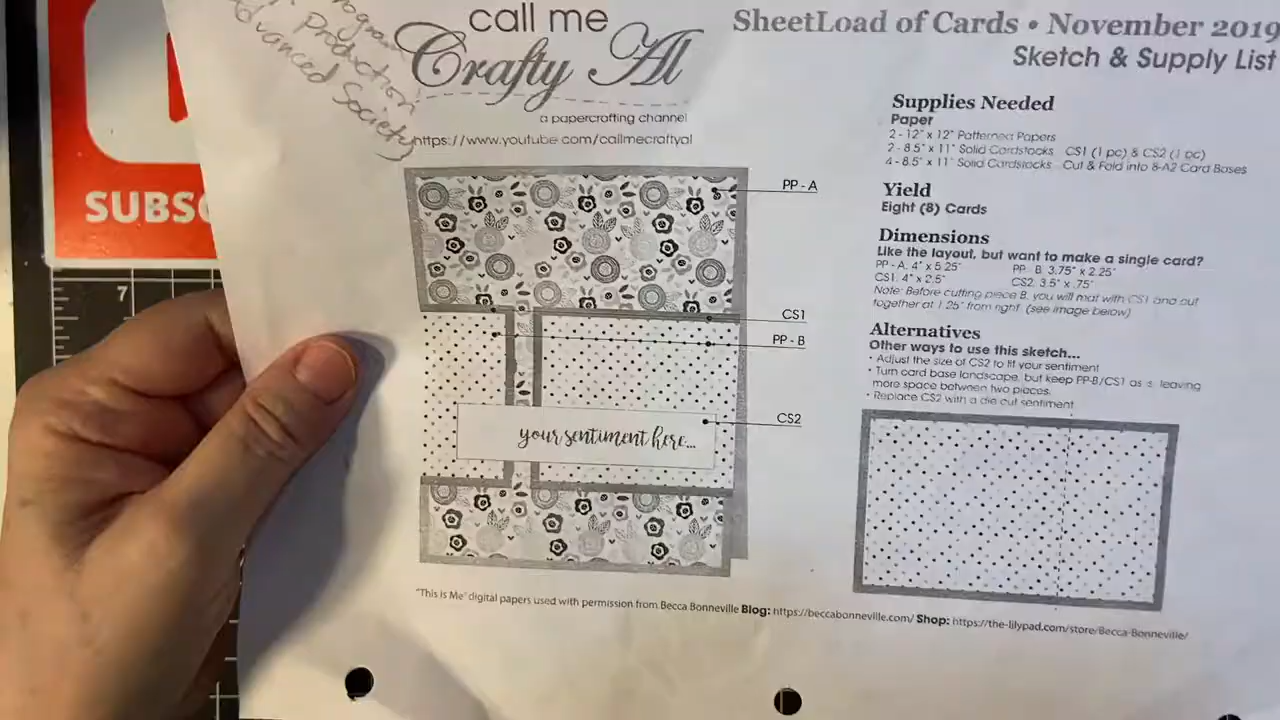 Program
Production
Advanced Society
call me
Crafty Al
a papercrafting channel
https://www.youtube.com/callmecraftyal
SheetLoad of Cards • November 2019
Sketch & Supply List
Supplies Needed
Paper
2 - 12" x 12" Patterned Papers
2 - 8.5" x 11" Solid Cardstocks CS1 (1 pc) & CS2 (1 pc)
4 - 8.5" x 11" Solid Cardstocks Cut & Fold into 8-A2 Card Bases
Yield
Eight (8) Cards
Dimensions
Like the layout, but want to make a single card?
PP - A: 4" x 5.25" PP - B: 3.75" x 2.25"
CS1: 4" x 2.5" CS2: 3.5" x .75"
Note: Before cutting piece B, you will mat with CS1 and cut
together at 1.25" from right (see image below)
Alternatives
Other ways to use this sketch...
• Adjust the size of CS2 to fit your sentiment
• Turn card base landscape, but keep PP-B/CS1 as is, leaving
more space between two pieces.
• Replace CS2 with a die cut sentiment
PP - A
CS1
PP - B
CS2
your sentiment here...
"This is Me" digital papers used with permission from Becca Bonneville Blog: https://beccabonneville.com/ Shop: https://the-lilypad.com/store/Becca-Bonneville/
7